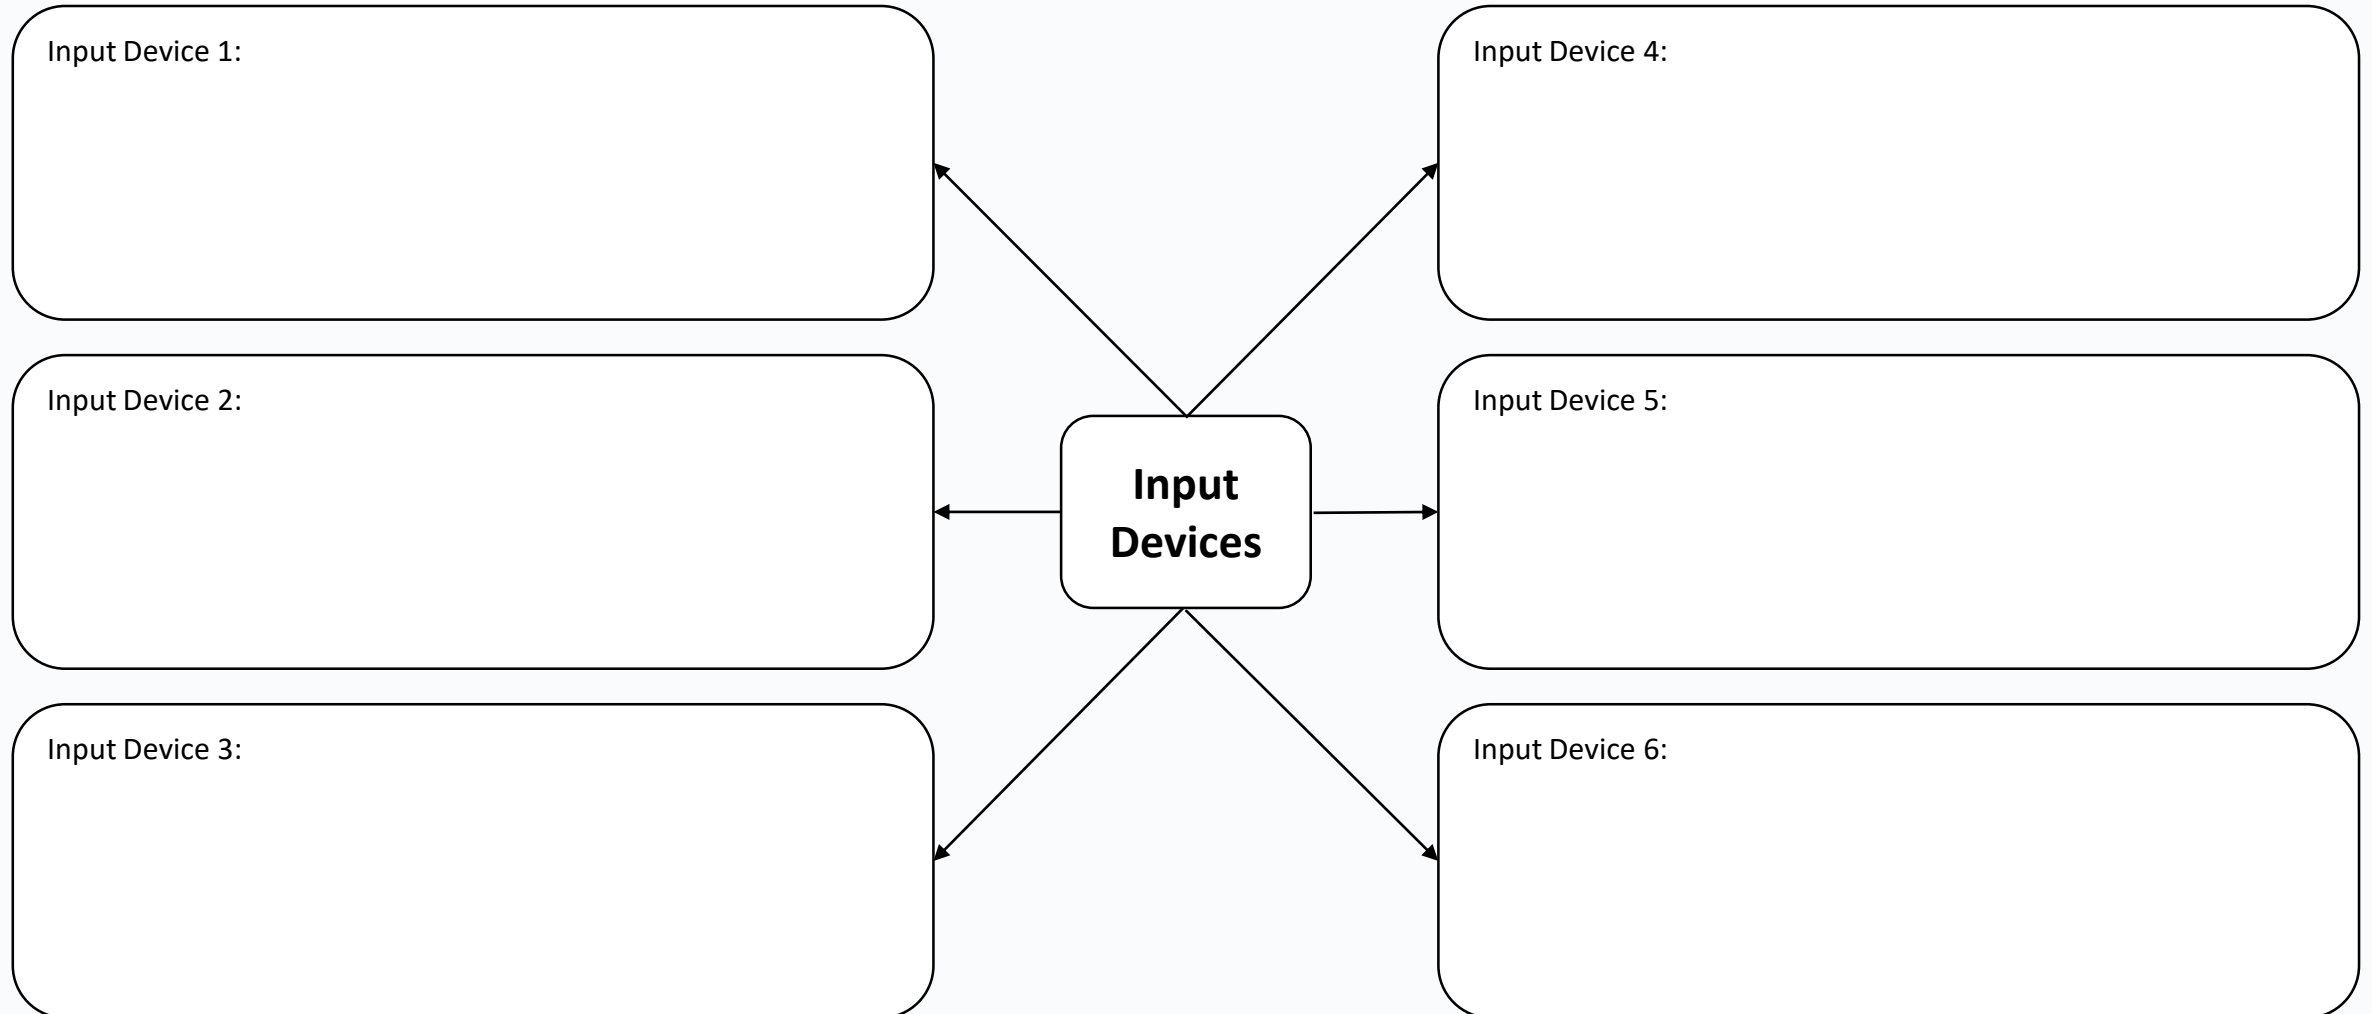 Input Device 1:
Input Device 4:
Input Device 2:
Input Device 5:
Input
Devices
Input Device 3:
Input Device 6: